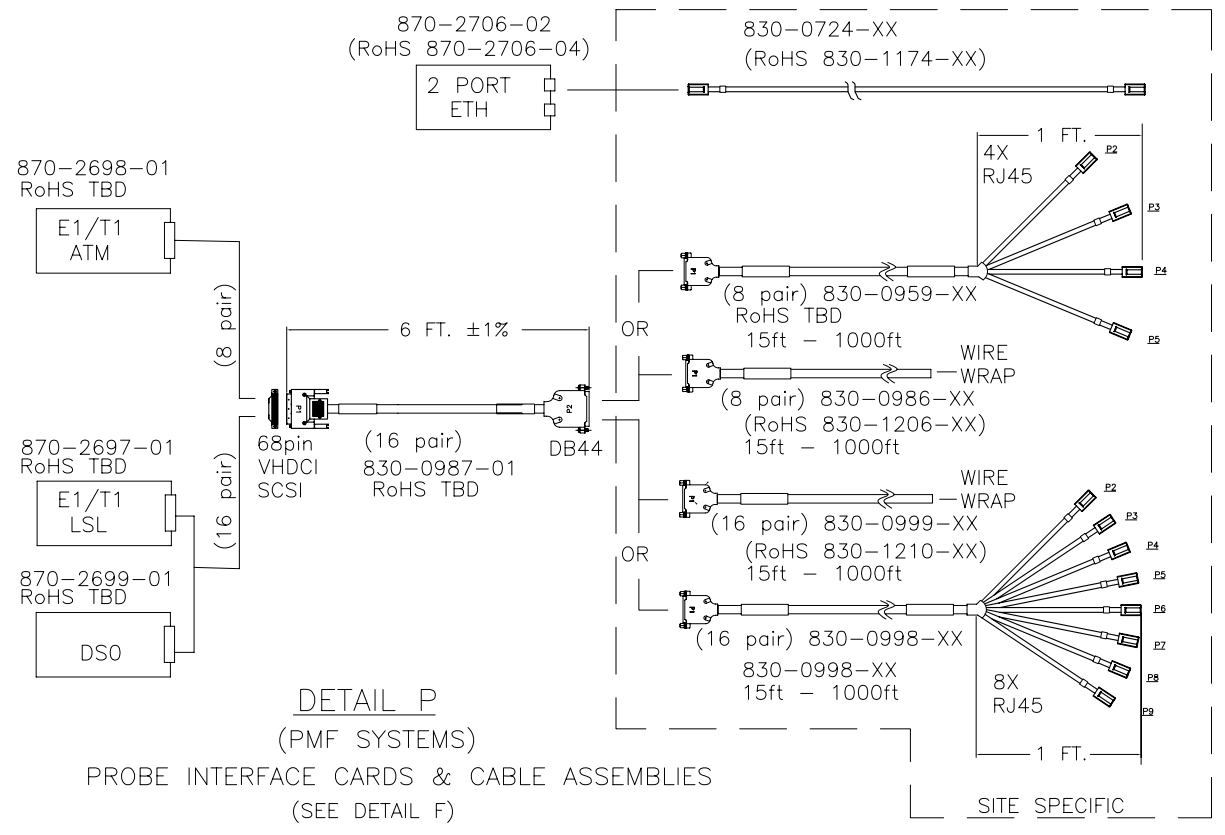 870-2706-02
(RoHS 870-2706-04)
2 PORT
ETH
830-0724-XX
(RoHS 830-1174-XX)
1 FT.
4X
RJ45
P2
P3
P4
P5
870-2698-01
RoHS TBD
E1/T1
ATM
(8 pair)
6 FT. ±1%
OR
P1
(8 pair) 830-0959-XX
RoHS TBD
15ft - 1000ft
P1
WIRE
WRAP
(8 pair) 830-0986-XX
(RoHS 830-1206-XX)
15ft - 1000ft
P1
P2
68pin
VHDCI
SCSI
(16 pair)
830-0987-01
RoHS TBD
DB44
870-2697-01
RoHS TBD
E1/T1
LSL
(16 pair)
870-2699-01
RoHS TBD
DS0
P1
WIRE
WRAP
(16 pair) 830-0999-XX
(RoHS 830-1210-XX)
15ft - 1000ft
OR
P1
(16 pair) 830-0998-XX
830-0998-XX
15ft - 1000ft
P2
P3
P4
P5
P6
P7
P8
P9
8X
RJ45
1 FT.
DETAIL P
(PMF SYSTEMS)
PROBE INTERFACE CARDS & CABLE ASSEMBLIES
(SEE DETAIL F)
SITE SPECIFIC